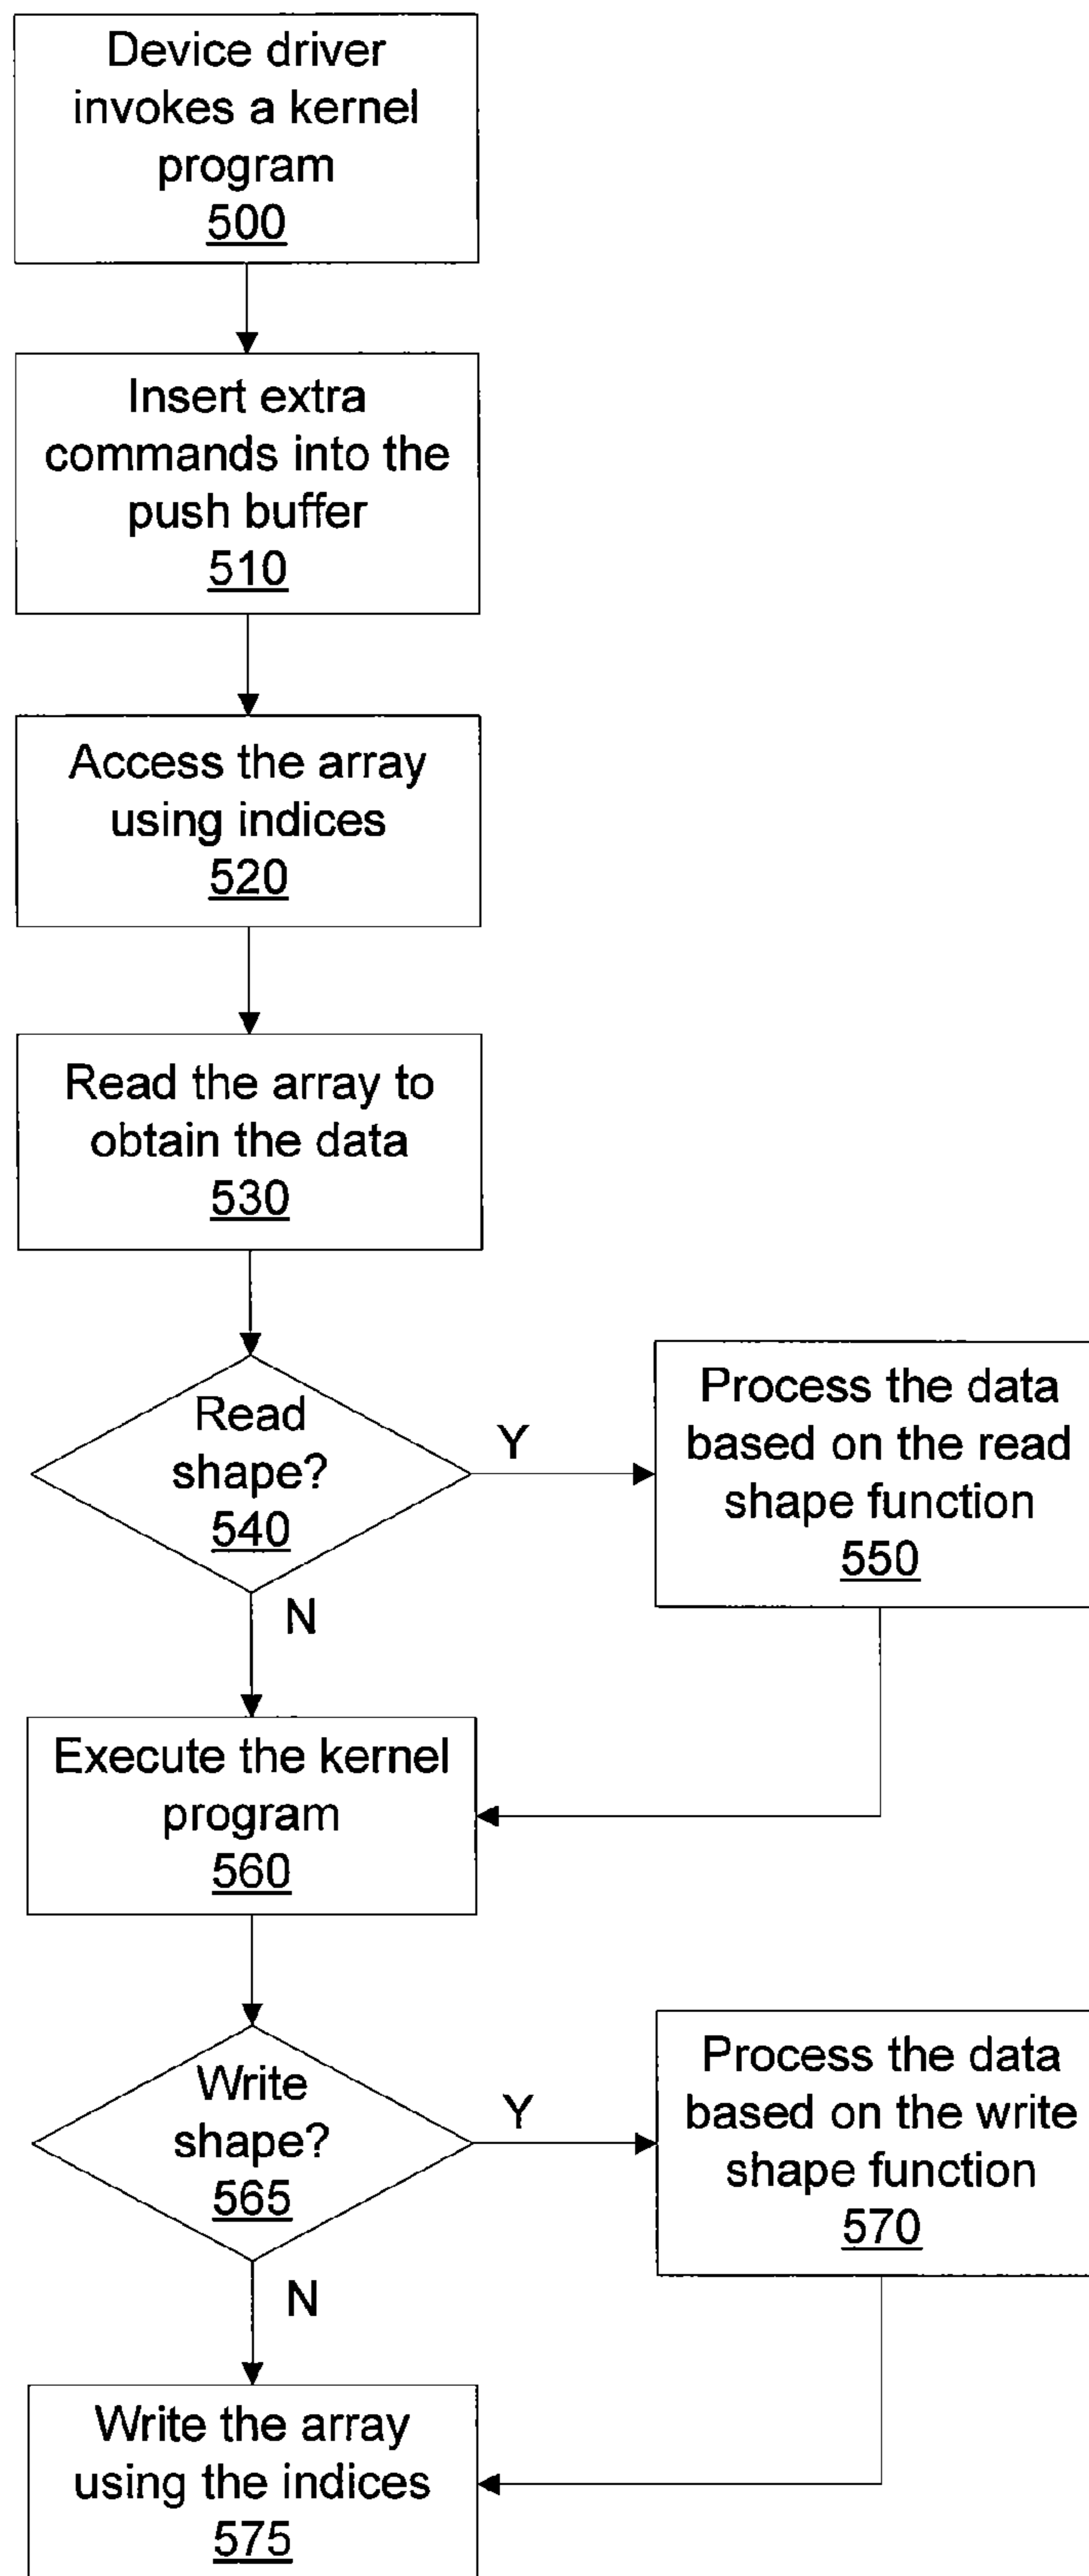 Device driver
invokes a kernel
program
500
Insert extra
commands into the
push buffer
510
Access the array
using indices
520
Read the array to
obtain the data
530
Read
shape?
540
Y
Process the data
based on the read
shape function
550
N
Execute the kernel
program
560
Write
shape?
565
Y
Process the data
based on the write
shape function
570
N
Write the array
using the indices
575